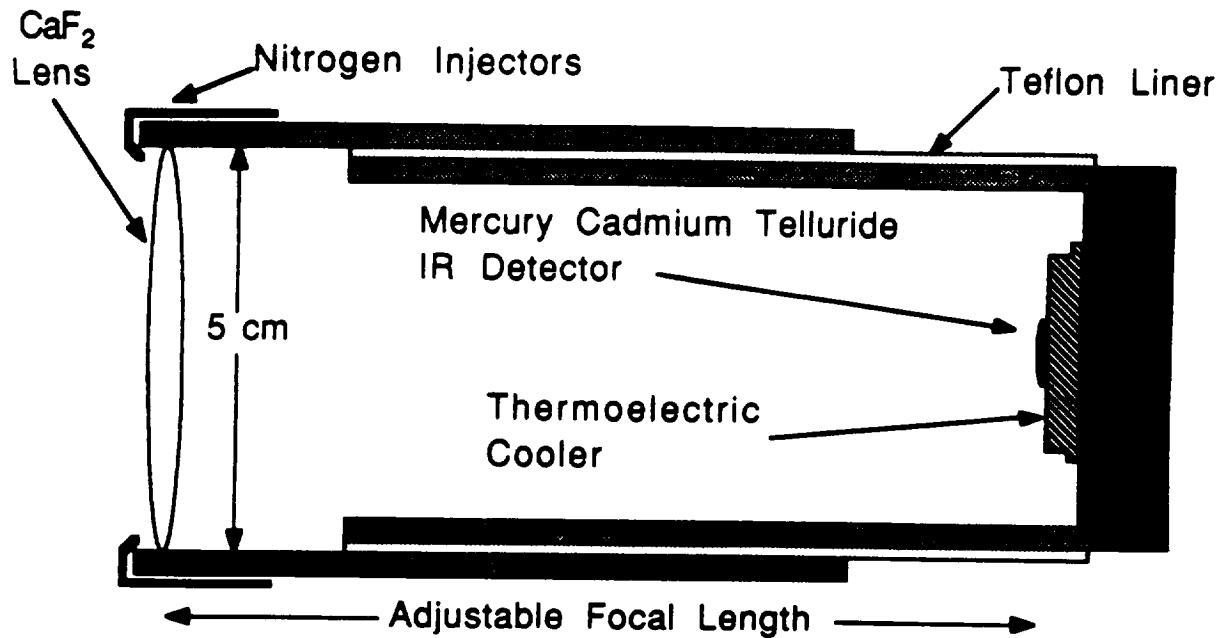 CaF₂
Lens
Nitrogen Injectors
Teflon Liner
Mercury Cadmium Telluride
IR Detector
5 cm
Thermoelectric
Cooler
Adjustable Focal Length